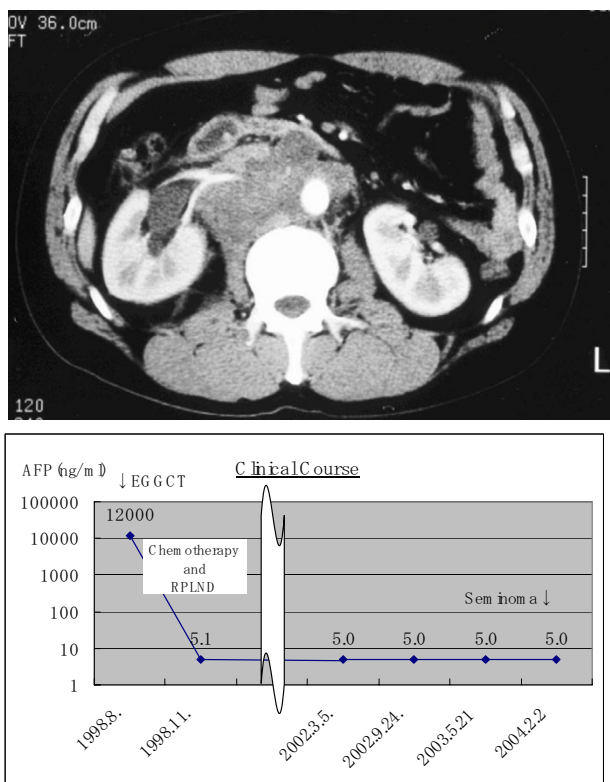 OV 36.0cm
FT
L
120
Clinical Course
AFP (ng/ml)
↓EGGCT
100000
10000
1000
100
10
1
12000
Chemotherapy
and
RPLND
Seminoma↓
5.1
5.0
5.0
5.0
5.0
1998.8.
1998.11.
2002.3.5.
2002.9.24.
2003.5.21
2004.2.2